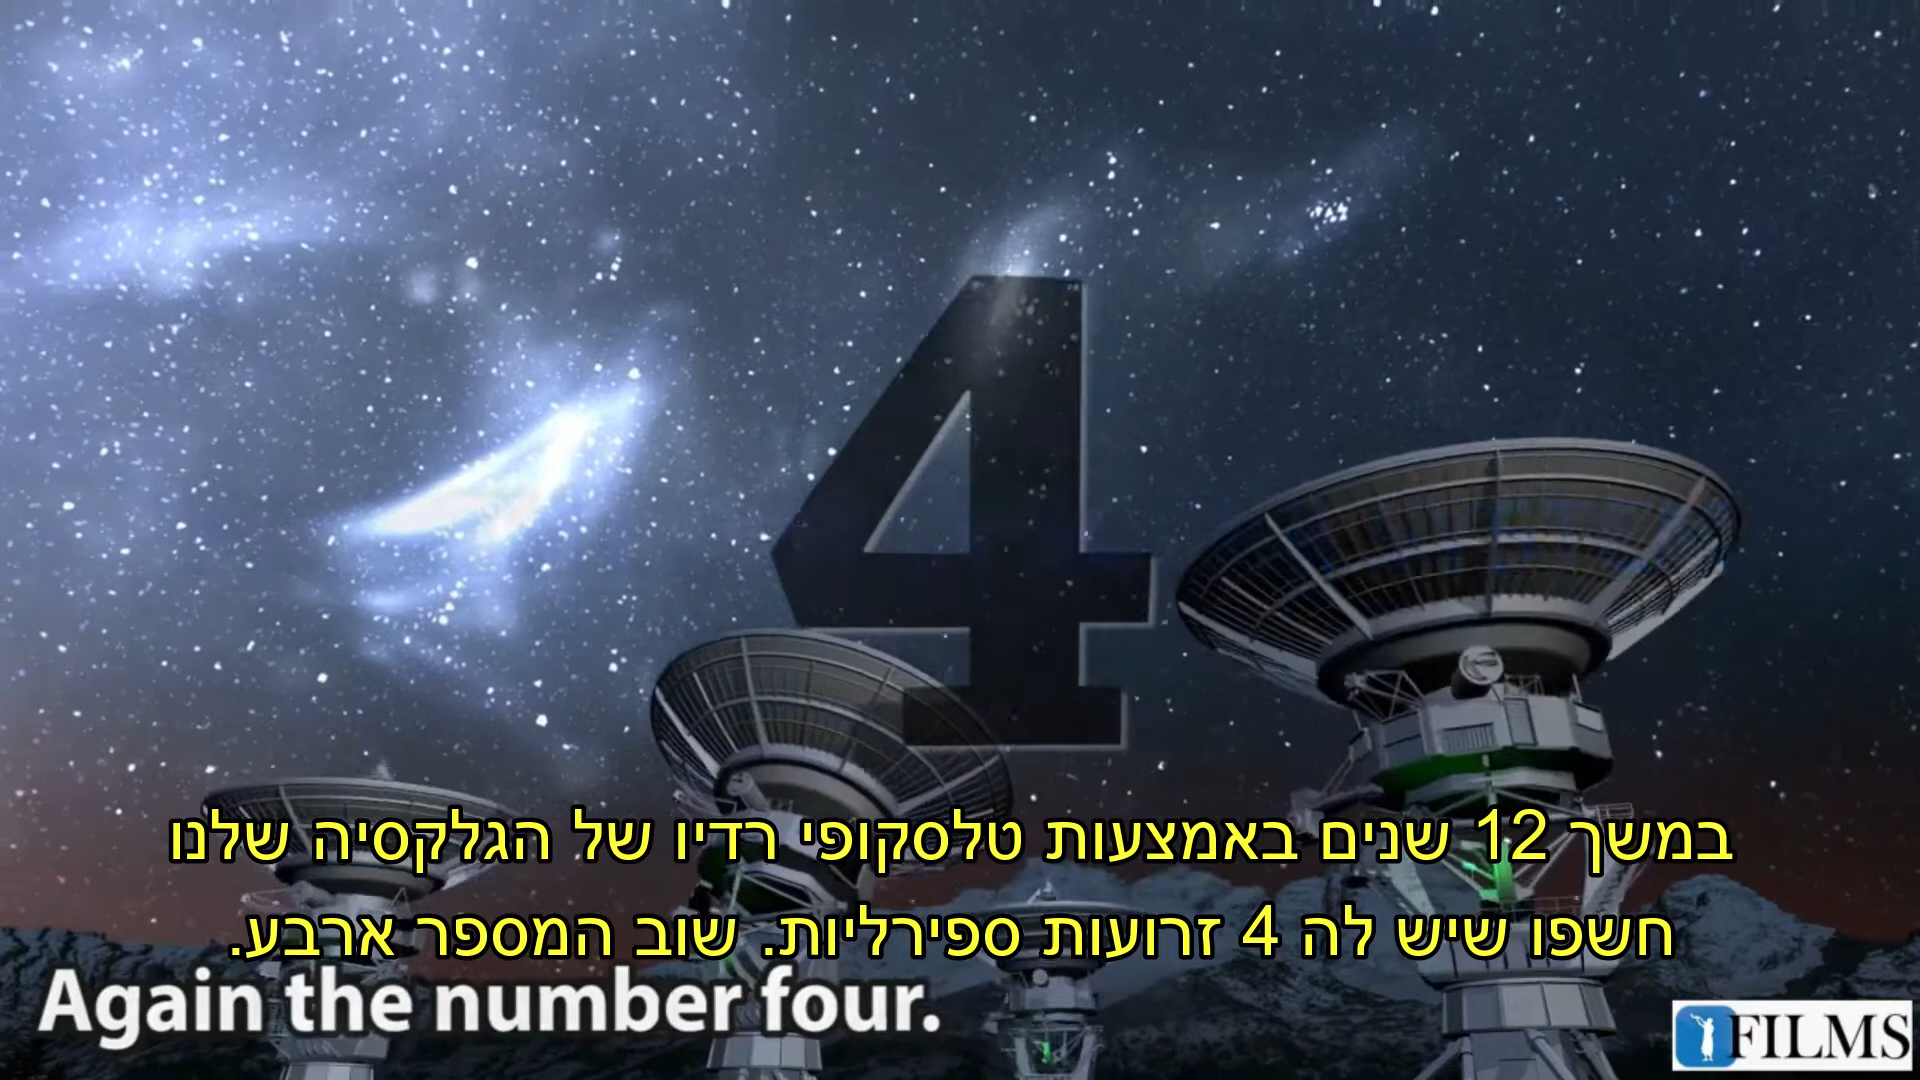 4
במשך 12 שנים באמצעות טלסקופי רדיו של הגלקסיה שלנו
חשפו שיש לה 4 זרועות ספירליות. שוב המספר ארבע.
Again the number four.
FILMS